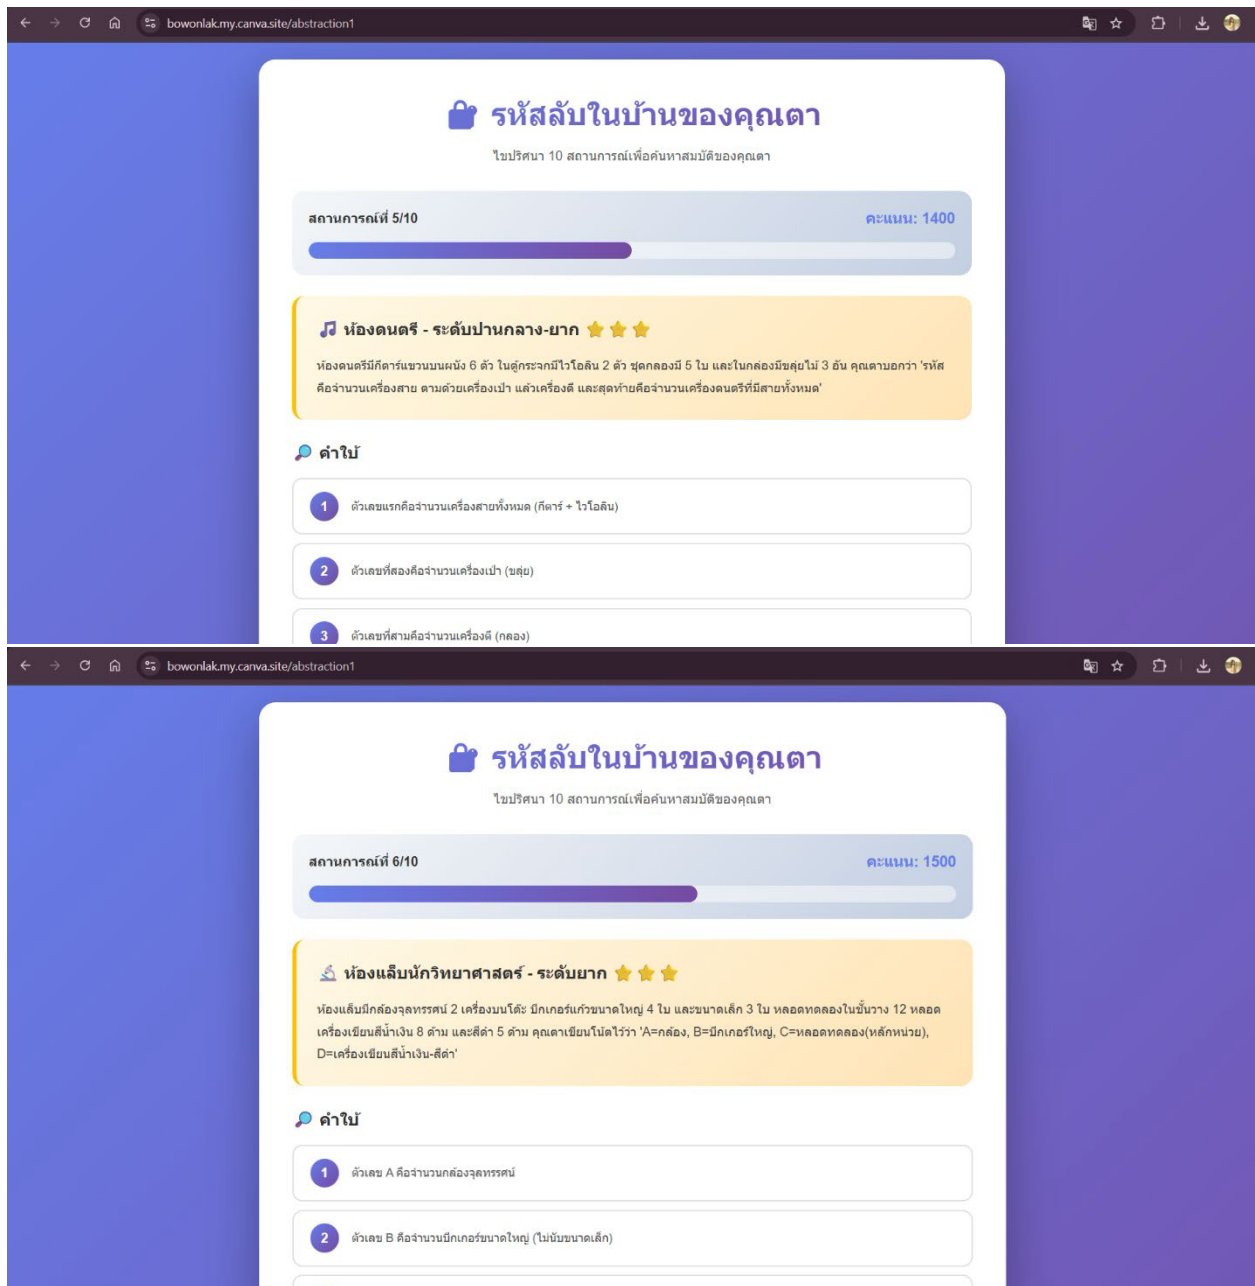 bowonlak.my.canva.site/abstraction1
รหัสลับในบ้านของคุณตา
ไขปริศนา 10 สถานการณ์เพื่อค้นหาสมบัติของคุณตา
สถานการณ์ที่ 5/10
คะแนน: 1400
ห้องดนตรี - ระดับปานกลาง-ยาก
ห้องดนตรีมีกีตาร์แขวนบนผนัง 6 ตัว ในตู้กระจกมีไวโอลิน 2 ตัว ชุดกลองมี 5 ใบ และในกล่องมีขลุ่ยไม้ 3 อัน คุณตาบอกว่า 'รหัส
คือจำนวนเครื่องสาย ตามด้วยเครื่องเป่า แล้วเครื่องตี และสุดท้ายคือจำนวนเครื่องดนตรีที่มีสายทั้งหมด'
คำใบ้
1 ตัวเลขแรกคือจำนวนเครื่องสายทั้งหมด (กีตาร์ + ไวโอลิน)
2 ตัวเลขที่สองคือจำนวนเครื่องเป่า (ขลุ่ย)
3 ตัวเลขที่สามคือจำนวนเครื่องตี (กลอง)
bowonlak.my.canva.site/abstraction1
รหัสลับในบ้านของคุณตา
ไขปริศนา 10 สถานการณ์เพื่อค้นหาสมบัติของคุณตา
สถานการณ์ที่ 6/10
คะแนน: 1500
ห้องแล็บนักวิทยาศาสตร์ - ระดับยาก
ห้องแล็บมีกล้องจุลทรรศน์ 2 เครื่องบนโต๊ะ บีกเกอร์แก้วขนาดใหญ่ 4 ใบ และขนาดเล็ก 3 ใบ หลอดทดลองในชั้นวาง 12 หลอด
เครื่องเขียนสีน้ำเงิน 8 ด้าม และสีดำ 5 ด้าม คุณตาเขียนโน้ตไว้ว่า 'A=กล้อง, B=บีกเกอร์ใหญ่, C=หลอดทดลอง(หลักหน่วย),
D=เครื่องเขียนสีน้ำเงิน-สีดำ'
คำใบ้
1 ตัวเลข A คือจำนวนกล้องจุลทรรศน์
2 ตัวเลข B คือจำนวนบีกเกอร์ขนาดใหญ่ (ไม่นับขนาดเล็ก)